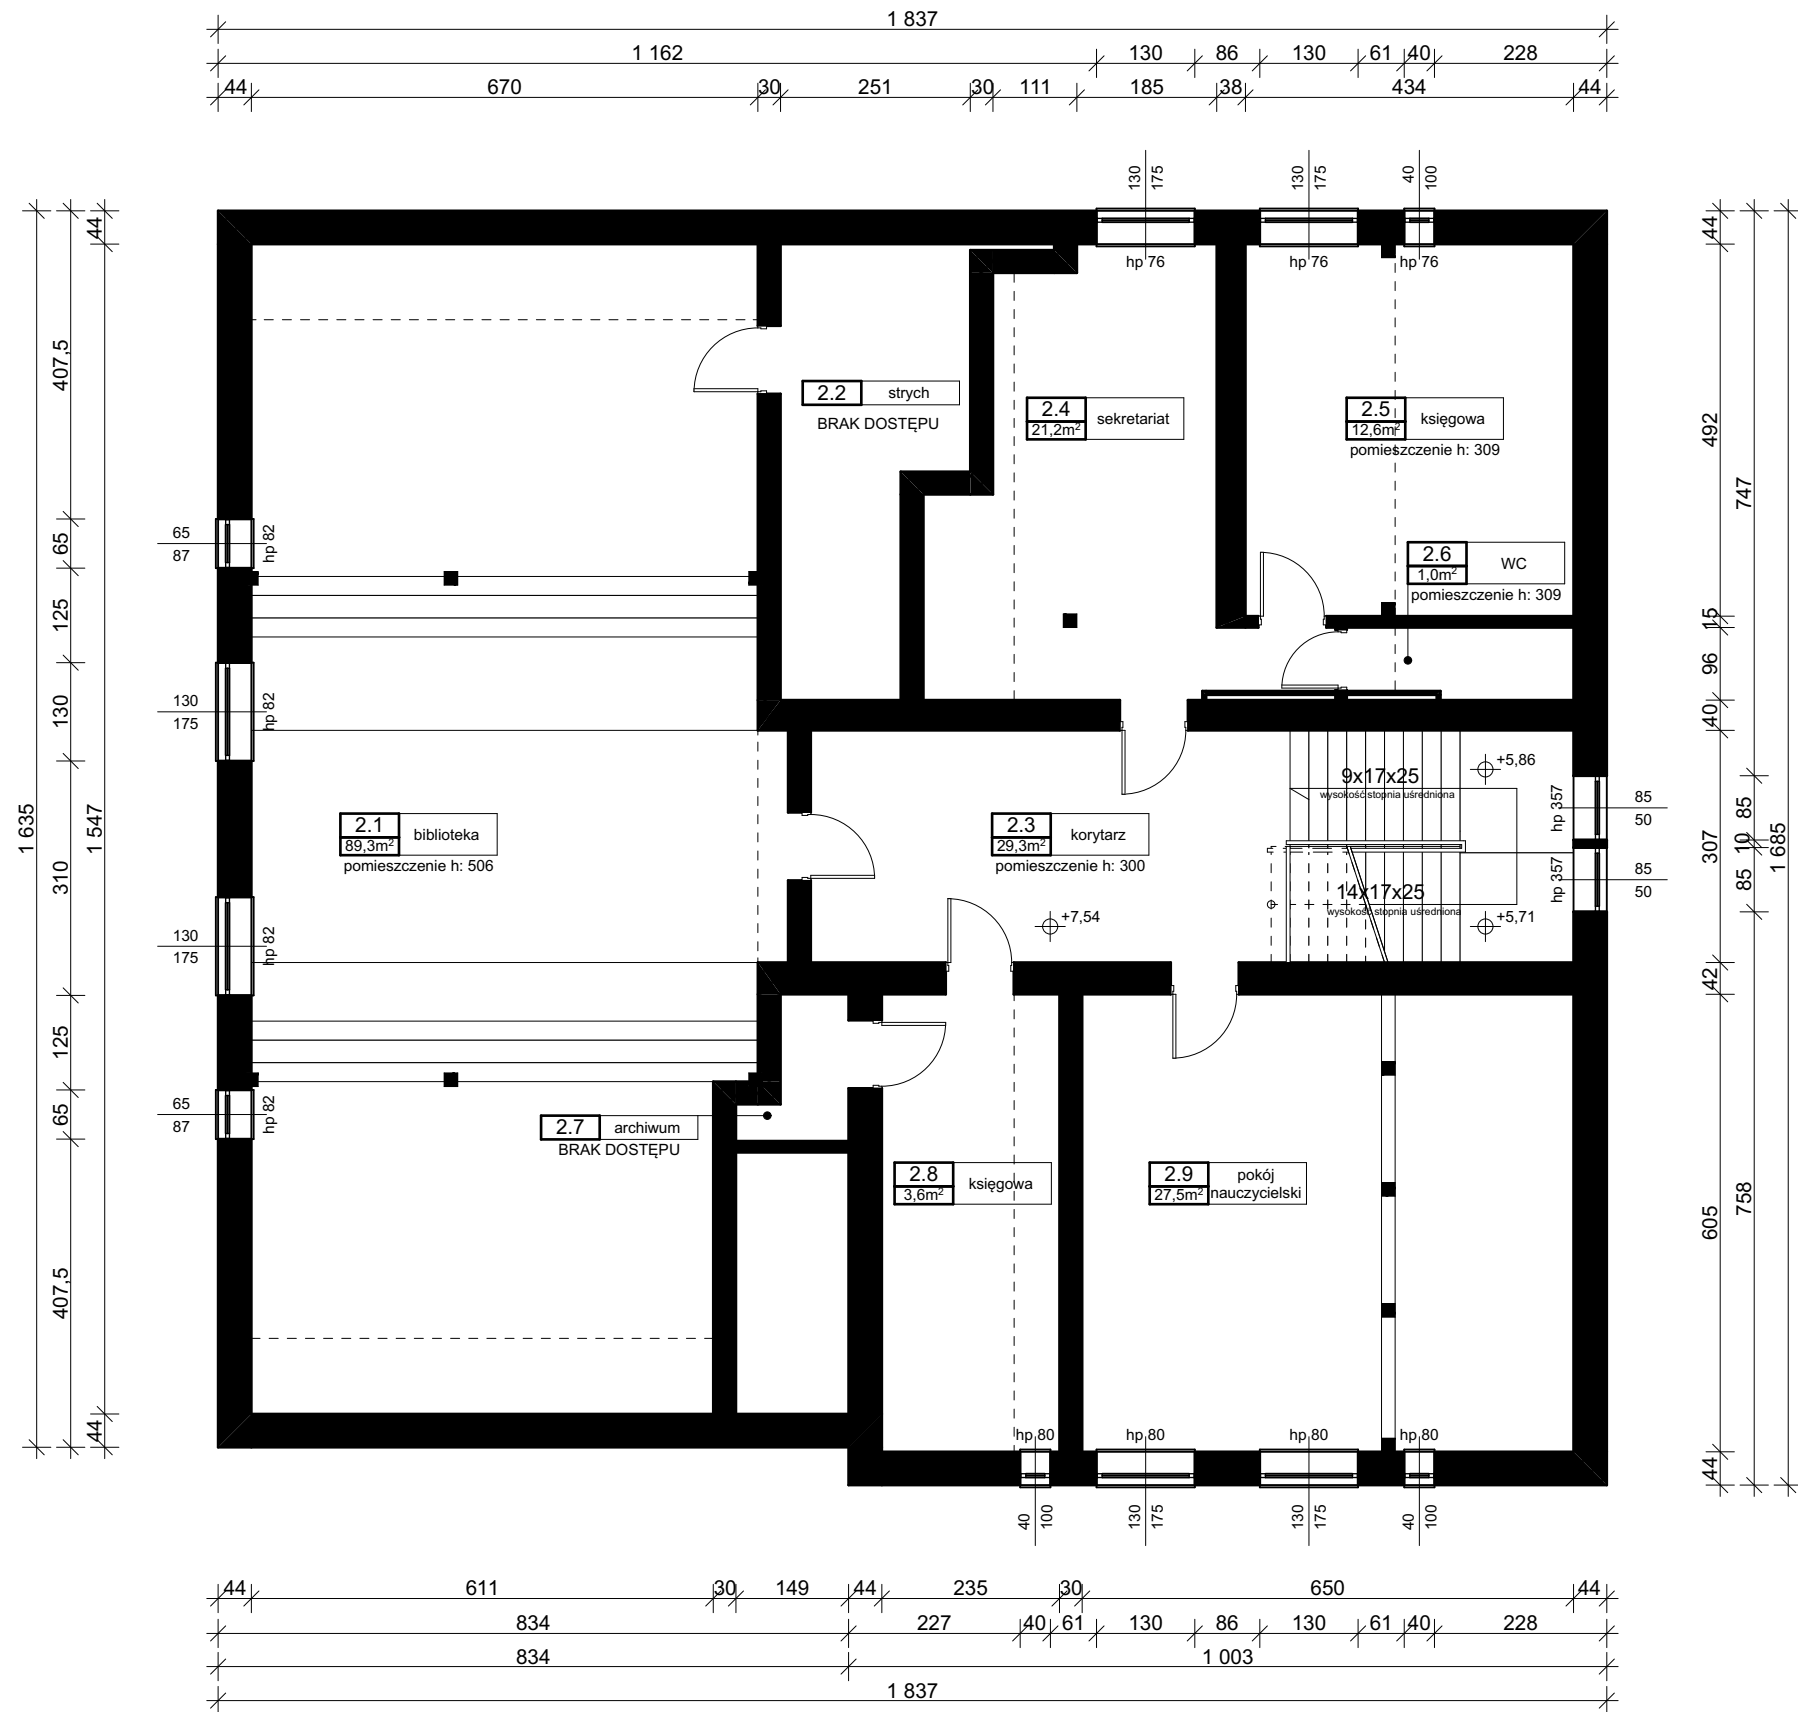 1 837
1 162 130 86 130 61 40 228
44 670 30 251 30 111 185 38 434 44
130 175
130 175
40 100
hp 76
hp 76
hp 76
44
407,5
65
125
130
310
125
65
407,5
44
1 635
1 547
65
87
hp 82
130
175
hp 82
130
175
hp 82
65
87
hp 82
2.2 strych
BRAK DOSTĘPU
2.4 sekretariat
21,2m²
2.5 księgowa
12,6m²
pomieszczenie h: 309
2.6 WC
1,0m²
pomieszczenie h: 309
2.1 biblioteka
89,3m²
pomieszczenie h: 506
2.3 korytarz
29,3m²
pomieszczenie h: 300
9x17x25
wysokość stopnia uśredniona
+5,86
14x17x25
wysokość stopnia uśredniona
+5,71
+7,54
hp 357
85
50
hp 357
85
50
2.7 archiwum
BRAK DOSTĘPU
2.8 księgowa
3,6m²
2.9 pokój
27,5m² nauczycielski
hp 80
hp 80
hp 80
hp 80
40 100
130 175
130 175
40 100
44
492
15
96
40
307
42
605
44
747
85
10
85
758
1 685
44 611 30 149 44 235 30 650 44
834 227 40 61 130 86 130 61 40 228
834 1 003
1 837